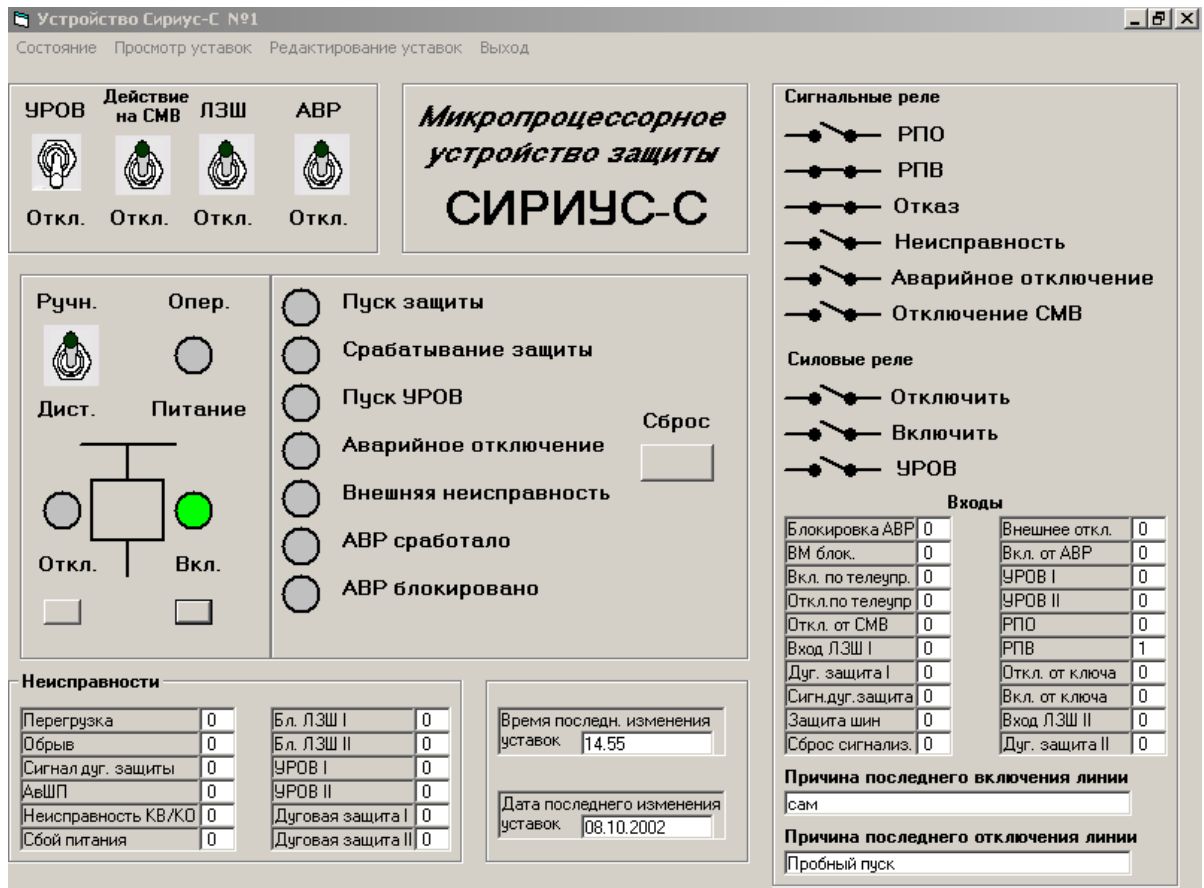 Устройство Сириус-С №1
Состояние Просмотр уставок Редактирование уставок Выход
УРОВ
Действие
на СМВ
ЛЗШ
АВР
Откл. Откл. Откл. Откл.
Микропроцессорное
устройство защиты
СИРИУС-С
Ручн. Опер.
Дист. Питание
Откл. Вкл.
Пуск защиты
Срабатывание защиты
Пуск УРОВ
Аварийное отключение
Внешняя неисправность
АВР сработало
АВР блокировано
Сброс
Сигнальные реле
РПО
РПВ
Отказ
Неисправность
Аварийное отключение
Отключение СМВ
Силовые реле
Отключить
Включить
УРОВ
Входы
Блокировка АВР 0 Внешнее откл. 0
ВМ блок. 0 Вкл. от АВР 0
Вкл. по телеупр. 0 УРОВ I 0
Откл.по телеупр 0 УРОВ II 0
Откл. от СМВ 0 РПО 0
Вход ЛЗШ I 0 РПВ 1
Дуг. защита I 0 Откл. от ключа 0
Сигн.дуг.защита 0 Вкл. от ключа 0
Защита шин 0 Вход ЛЗШ II 0
Сброс сигнализ. 0 Дуг. защита II 0
Причина последнего включения линии
сам
Причина последнего отключения линии
Пробный пуск
Неисправности
Перегрузка 0 Бл. ЛЗШ I 0
Обрыв 0 Бл. ЛЗШ II 0
Сигнал дуг. защиты 0 УРОВ I 0
АвШП 0 УРОВ II 0
Неисправность КВ/КО 0 Дуговая защита I 0
Сбой питания 0 Дуговая защита II 0
Время последн. изменения
уставок 14.55
Дата последнего изменения
уставок 08.10.2002